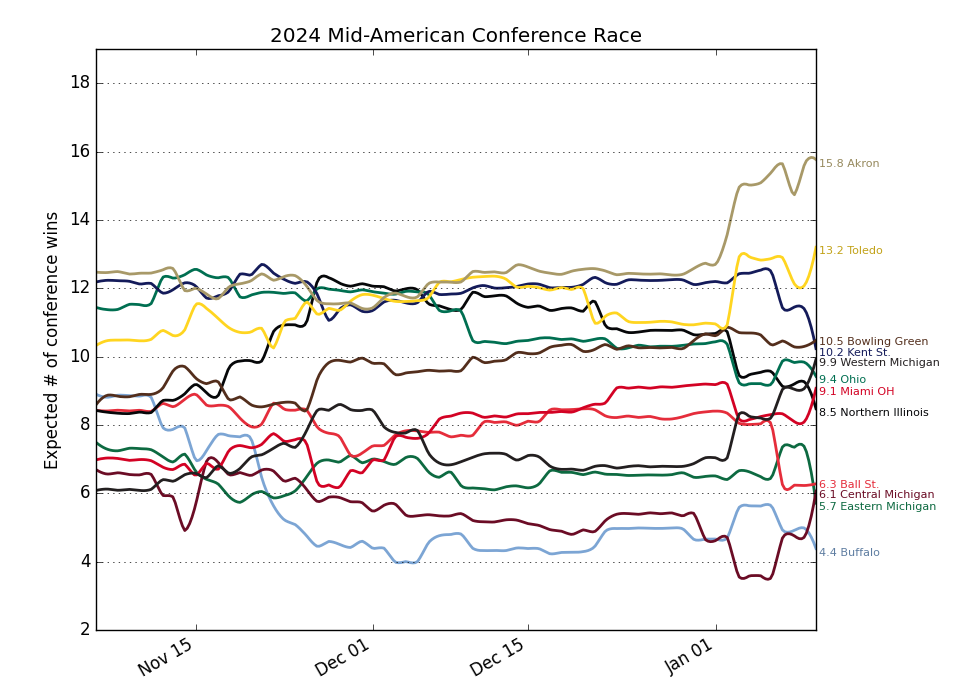 2024 Mid-American Conference Race
Expected # of conference wins
18
16
14
12
10
8
6
4
2
Nov 15
Dec 01
Dec 15
Jan 01
15.8 Akron
13.2 Toledo
10.5 Bowling Green
10.2 Kent St.
9.9 Western Michigan
9.4 Ohio
9.1 Miami OH
8.5 Northern Illinois
6.3 Ball St.
6.1 Central Michigan
5.7 Eastern Michigan
4.4 Buffalo